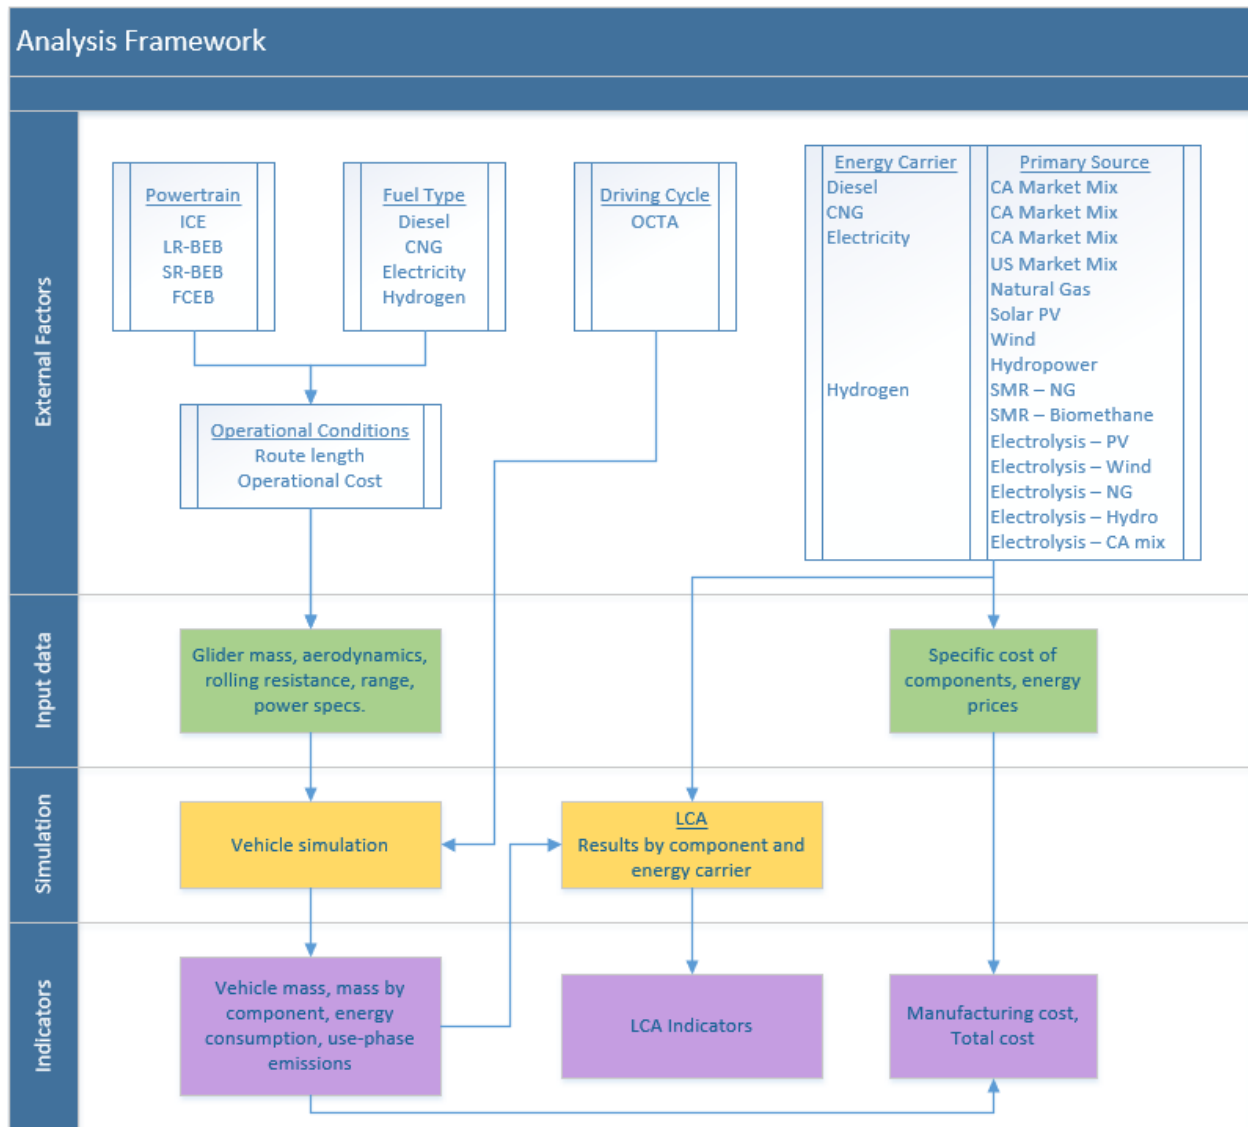 Analysis Framework
External Factors
Powertrain
ICE
LR-BEB
SR-BEB
FCEB
Fuel Type
Diesel
CNG
Electricity
Hydrogen
Driving Cycle
OCTA
Energy Carrier
Diesel
CNG
Electricity
Hydrogen
Primary Source
CA Market Mix
CA Market Mix
CA Market Mix
US Market Mix
Natural Gas
Solar PV
Wind
Hydropower
SMR – NG
SMR – Biomethane
Electrolysis – PV
Electrolysis – Wind
Electrolysis – NG
Electrolysis – Hydro
Electrolysis – CA mix
Operational Conditions
Route length
Operational Cost
Input data
Glider mass, aerodynamics,
rolling resistance, range,
power specs.
Specific cost of
components, energy
prices
Simulation
Vehicle simulation
LCA
Results by component and
energy carrier
Indicators
Vehicle mass, mass by
component, energy
consumption, use-phase
emissions
LCA Indicators
Manufacturing cost,
Total cost